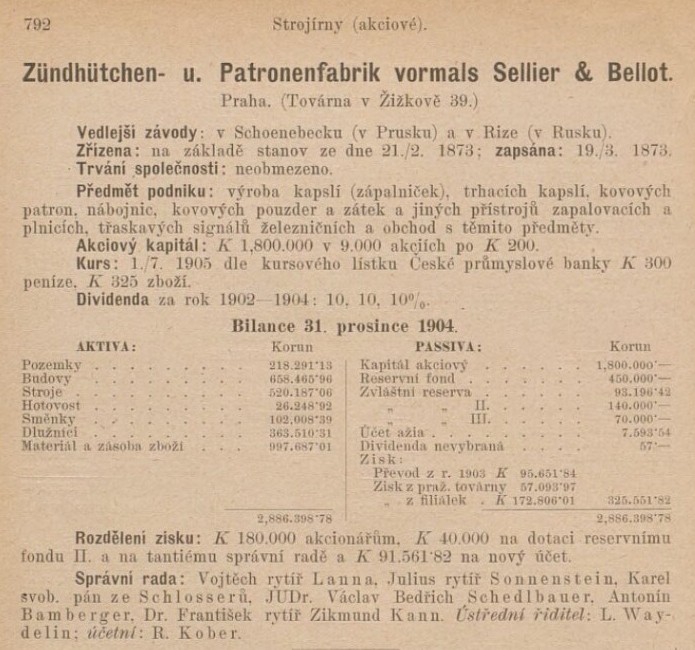 792 Strojírny (akciové).
Zündhütchen- u. Patronenfabrik vormals Sellier & Bellot.
Praha. (Továrna v Žižkově 39.)
Vedlejší závody: v Schoenebecku (v Prusku) a v Rize (v Rusku).
Zřízena: na základě stanov ze dne 21./2. 1873; zapsána: 19./3. 1873.
Trvání společnosti: neobmezeno.
Předmět podniku: výroba kapslí (zápalniček), trhacích kapslí, kovových
patron, nábojnic, kovových pouzder a zátek a jiných přístrojů zapalovacích a
plnicích, třaskavých signálů železničních a obchod s těmito předměty.
Akciový kapitál: K 1,800.000 v 9.000 akciích po K 200.
Kurs: 1./7. 1905 dle kursového lístku České průmyslové banky K 300
peníze, K 325 zboží.
Dividenda za rok 1902—1904: 10, 10, 10%.
Bilance 31. prosince 1904.
AKTIVA: Korun
Pozemky . . . . . . . . 218.291·13
Budovy . . . . . . . . 658.465·96
Stroje . . . . . . . . 520.187·06
Hotovost . . . . . . . . 26.248·92
Směnky . . . . . . . . 102,008·39
Dlužníci . . . . . . . . 363.510·31
Materiál a zásoba zboží . . . 997.687·01
2,886.398·78
PASSIVA: Korun
Kapitál akciový . . . . . . 1,800.000·—
Reservní fond . . . . . . 450.000·—
Zvláštní reserva . . . . . . 93.196·42
„ „ II. . . . . . 140.000·—
„ „ III. . . . . . 70.000·—
Účet ažia . . . . . . . 7.593·54
Dividenda nevybraná . . . . . 57·—
Zisk:
Převod z r. 1903 K 95.651·84
Zisk z praž. továrny 57.093·97
„ z filiálek . K 172.806·01 325.551·82
2,886.398·78
Rozdělení zisku: K 180.000 akcionářům, K 40.000 na dotaci reservnímu
fondu II. a na tantiému správní radě a K 91.561·82 na nový účet.
Správní rada: Vojtěch rytíř Lanna, Julius rytíř Sonnenstein, Karel
svob. pán ze Schlosserů, JUDr. Václav Bedřich Schedlbauer, Antonín
Bamberger, Dr. František rytíř Zikmund Kann. Ústřední řiditel: L. Way-
delin; účetní: R. Kober.